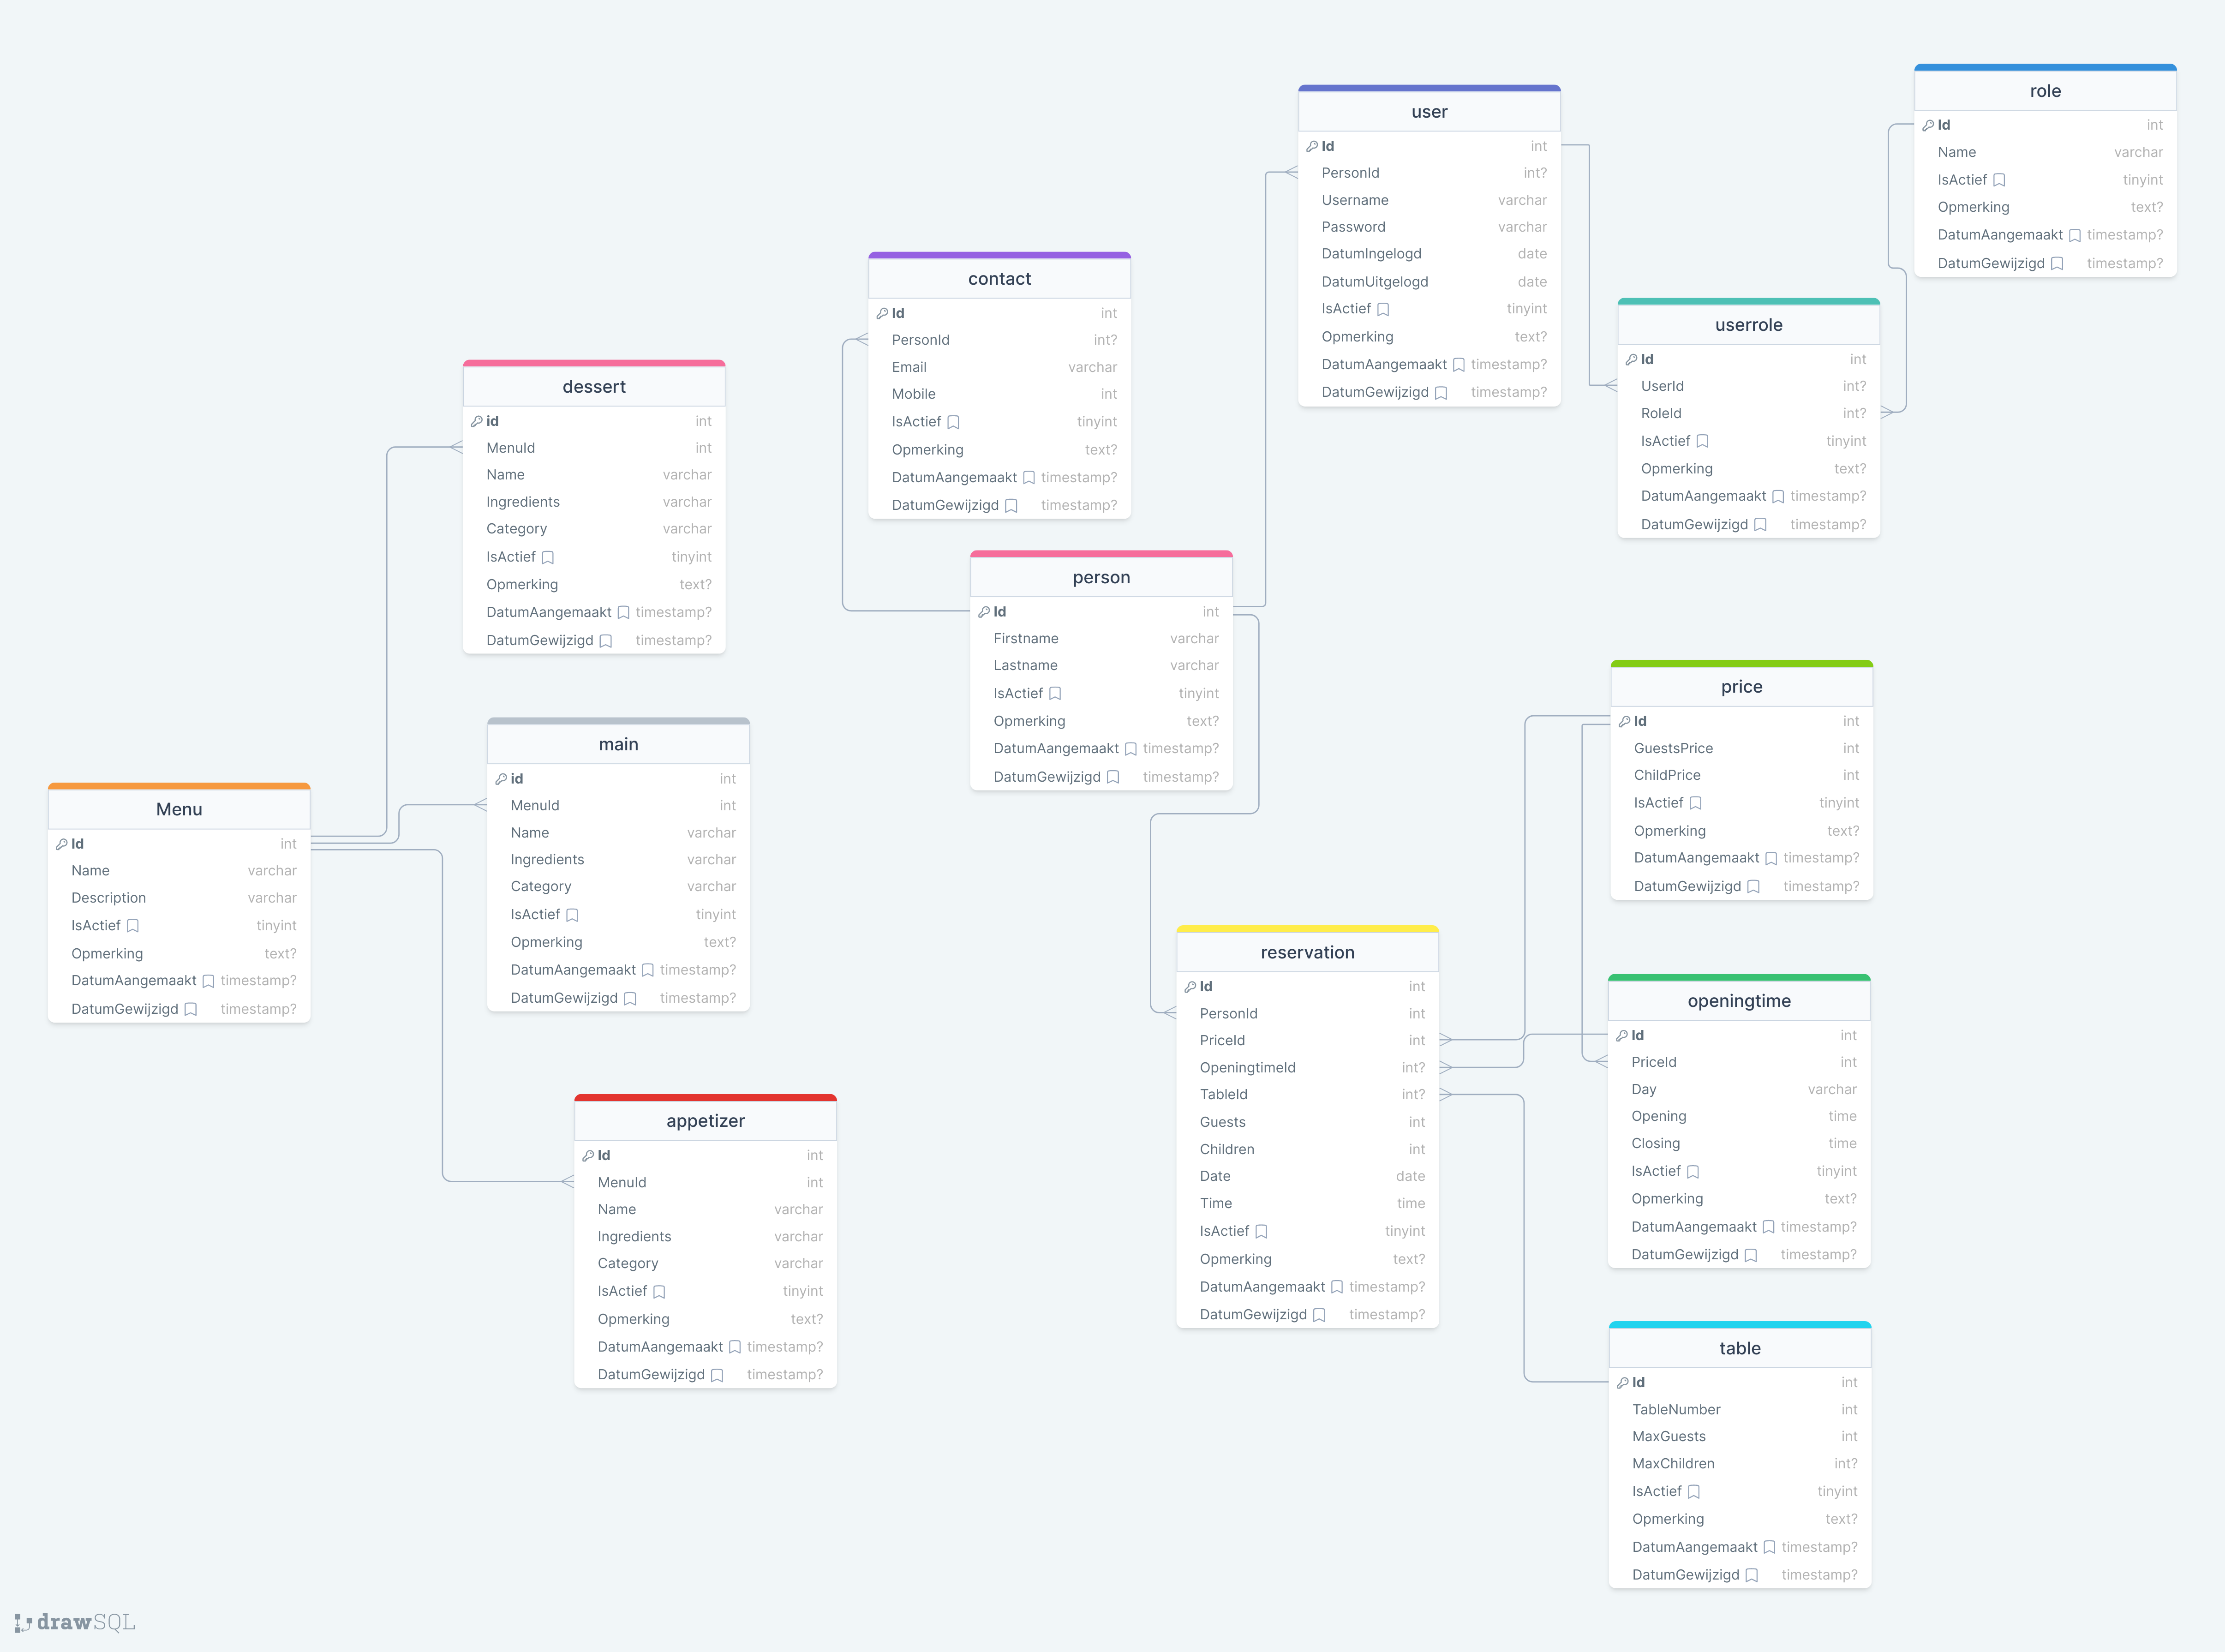 role
Id int
Name varchar
IsActief tinyint
Opmerking text?
DatumAangemaakt timestamp?
DatumGewijzigd timestamp?
user
Id int
PersonId int?
Username varchar
Password varchar
DatumIngelogd date
DatumUitgelogd date
IsActief tinyint
Opmerking text?
DatumAangemaakt timestamp?
DatumGewijzigd timestamp?
contact
Id int
PersonId int?
Email varchar
Mobile int
IsActief tinyint
Opmerking text?
DatumAangemaakt timestamp?
DatumGewijzigd timestamp?
userrole
Id int
UserId int?
RoleId int?
IsActief tinyint
Opmerking text?
DatumAangemaakt timestamp?
DatumGewijzigd timestamp?
dessert
id int
MenuId int
Name varchar
Ingredients varchar
Category varchar
IsActief tinyint
Opmerking text?
DatumAangemaakt timestamp?
DatumGewijzigd timestamp?
person
Id int
Firstname varchar
Lastname varchar
IsActief tinyint
Opmerking text?
DatumAangemaakt timestamp?
DatumGewijzigd timestamp?
price
Id int
GuestsPrice int
ChildPrice int
IsActief tinyint
Opmerking text?
DatumAangemaakt timestamp?
DatumGewijzigd timestamp?
main
id int
MenuId int
Name varchar
Ingredients varchar
Category varchar
IsActief tinyint
Opmerking text?
DatumAangemaakt timestamp?
DatumGewijzigd timestamp?
Menu
Id int
Name varchar
Description varchar
IsActief tinyint
Opmerking text?
DatumAangemaakt timestamp?
DatumGewijzigd timestamp?
reservation
Id int
PersonId int
PriceId int
OpeningtimeId int?
TableId int?
Guests int
Children int
Date date
Time time
IsActief tinyint
Opmerking text?
DatumAangemaakt timestamp?
DatumGewijzigd timestamp?
openingtime
Id int
PriceId int
Day varchar
Opening time
Closing time
IsActief tinyint
Opmerking text?
DatumAangemaakt timestamp?
DatumGewijzigd timestamp?
appetizer
Id int
MenuId int
Name varchar
Ingredients varchar
Category varchar
IsActief tinyint
Opmerking text?
DatumAangemaakt timestamp?
DatumGewijzigd timestamp?
table
Id int
TableNumber int
MaxGuests int
MaxChildren int?
IsActief tinyint
Opmerking text?
DatumAangemaakt timestamp?
DatumGewijzigd timestamp?
drawSQL